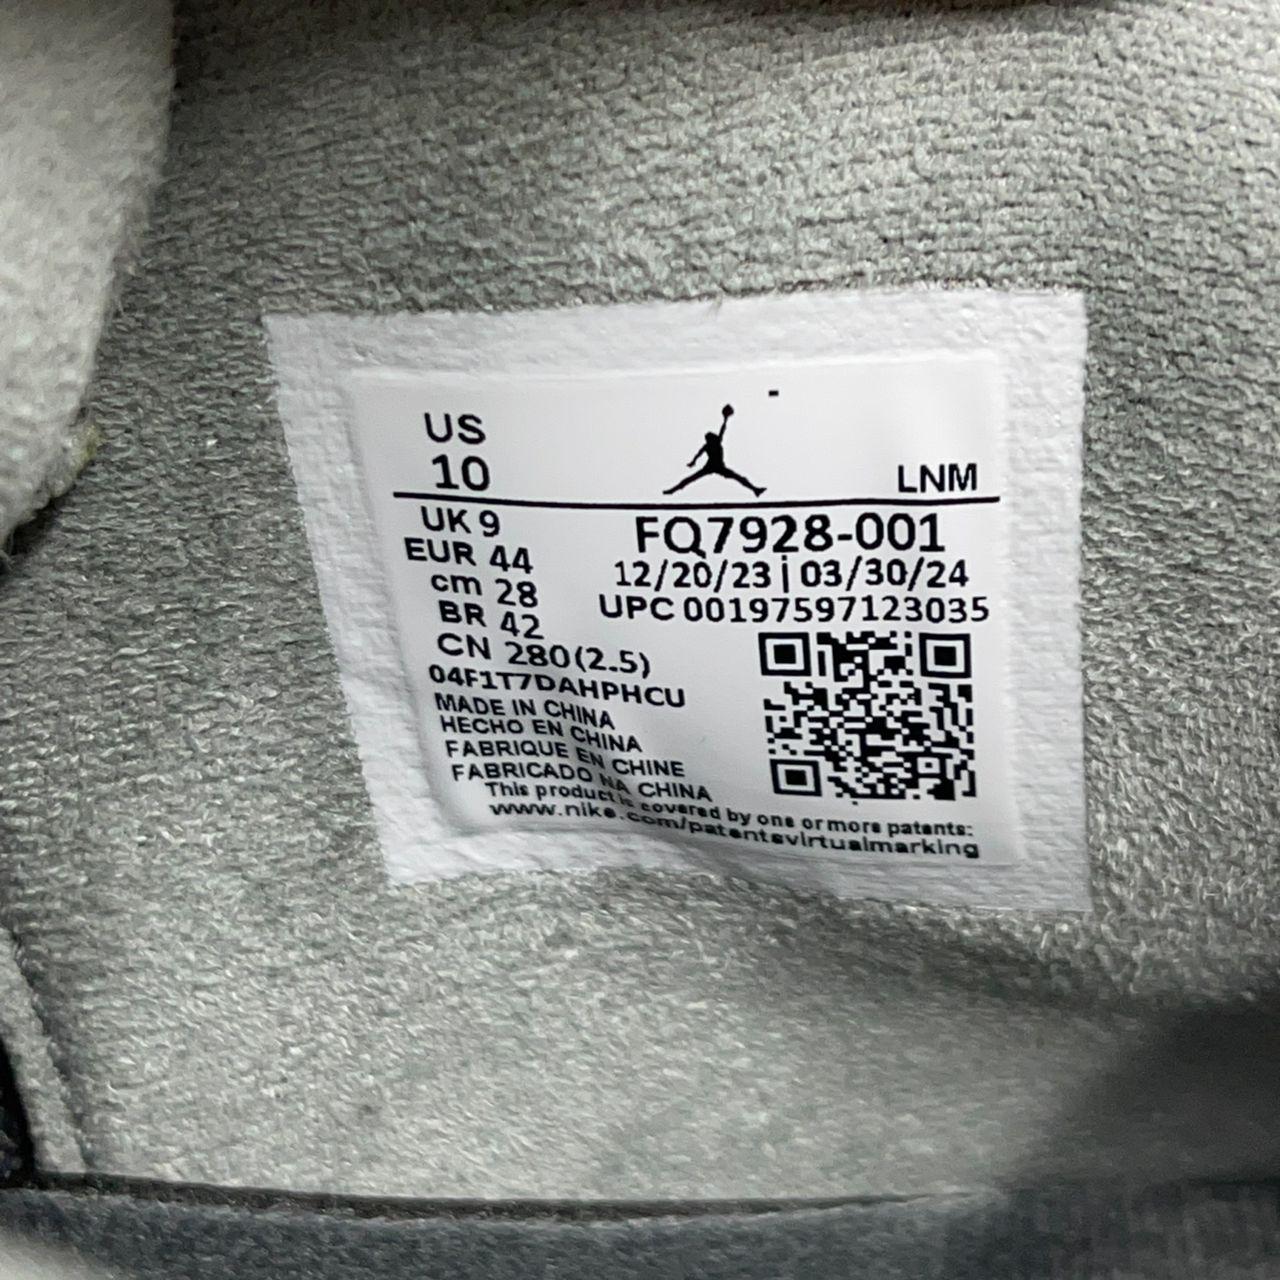 US
10
LNM
UK 9
EUR 44
cm 28
BR 42
CN 280(2.5)
FQ7928-001
12/20/23 | 03/30/24
UPC 00197597123035
04F1T7DAHPHCU
MADE IN CHINA
HECHO EN CHINA
FABRIQUE EN CHINE
FABRICADO NA CHINA
This product is covered by one or more patents:
www.nike.com/patentsvirtualmarking